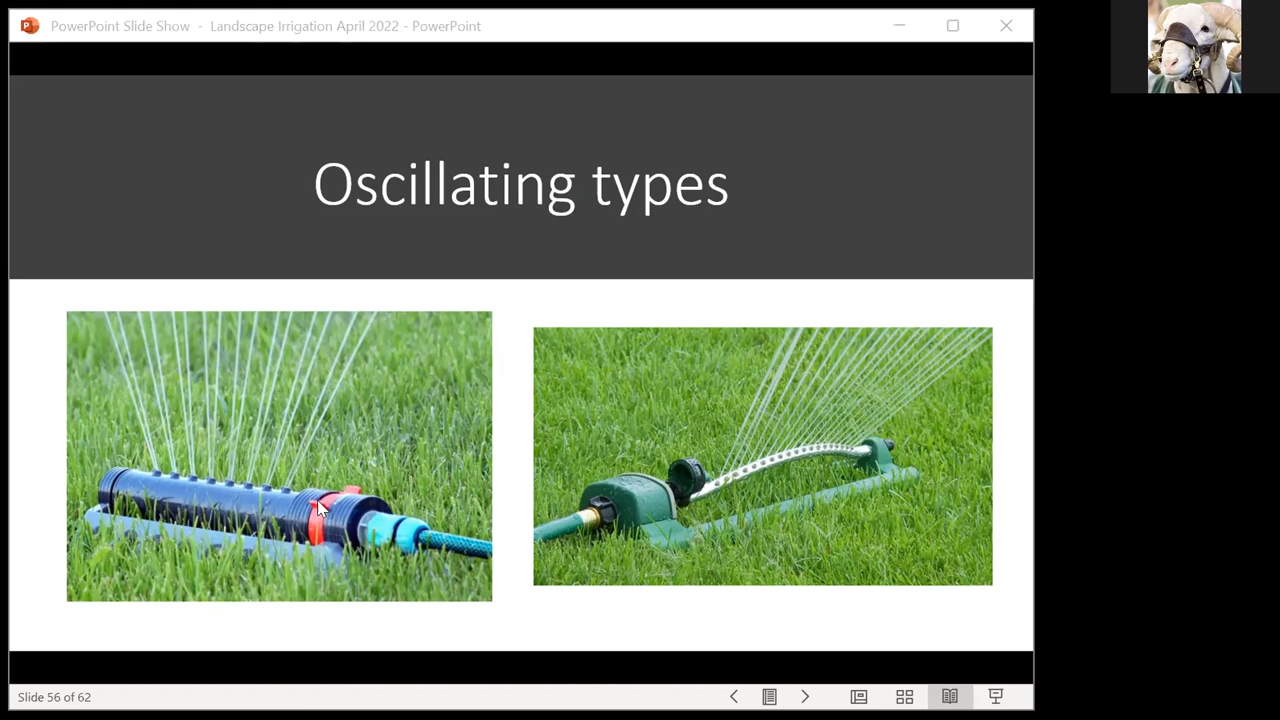 PowerPoint Slide Show - Landscape Irrigation April 2022 - PowerPoint
Oscillating types
Slide 56 of 62